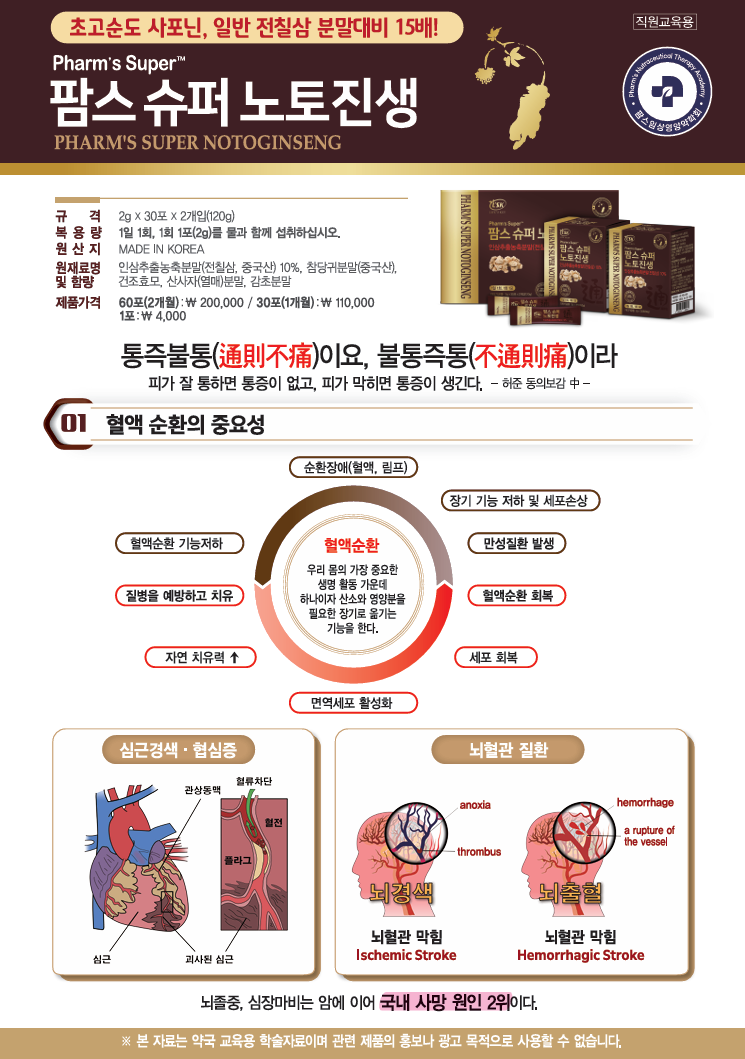 초고순도 사포닌, 일반 전칠삼 분말대비 15배!
직원교육용
Pharm's Super™
팜스 슈퍼 노토진생
PHARM'S SUPER NOTOGINSENG
Pharm's Nutraceutical Therapy Academy
팜스임상영양약학회
규 격 2g X 30포 X 2개입(120g)
복 용 량 1일 1회, 1회 1포(2g)를 물과 함께 섭취하십시오.
원 산 지 MADE IN KOREA
원재료명 및 함량 인삼추출농축분말(전칠삼, 중국산) 10%, 참당귀분말(중국산),
건조효모, 산사자(열매)분말, 감초분말
제품가격 60포(2개월) : ₩ 200,000 / 30포(1개월) : ₩ 110,000
1포 : ₩ 4,000
PHARM'S SUPER NOTOGINSENG
Pharm's Super™
팜스 슈퍼
노토진생
통즉불통(通則不痛)이요, 불통즉통(不通則痛)이라
피가 잘 통하면 통증이 없고, 피가 막히면 통증이 생긴다. – 허준 동의보감 中 –
01 혈액 순환의 중요성
순환장애(혈액, 림프)
장기 기능 저하 및 세포손상
혈액순환 기능저하
만성질환 발생
혈액순환
우리 몸의 가장 중요한
생명 활동 가운데
하나이자 산소와 영양분을
필요한 장기로 옮기는
기능을 한다.
질병을 예방하고 치유
혈액순환 회복
자연 치유력 ↑
세포 회복
면역세포 활성화
심근경색 · 협심증
관상동맥
혈류차단
혈전
플라그
심근
괴사된 심근
뇌혈관 질환
anoxia
thrombus
뇌경색
뇌혈관 막힘
Ischemic Stroke
hemorrhage
a rupture of
the vessel
뇌출혈
뇌혈관 막힘
Hemorrhagic Stroke
뇌졸중, 심장마비는 암에 이어 국내 사망 원인 2위이다.
※ 본 자료는 약국 교육용 학술자료이며 관련 제품의 홍보나 광고 목적으로 사용할 수 없습니다.